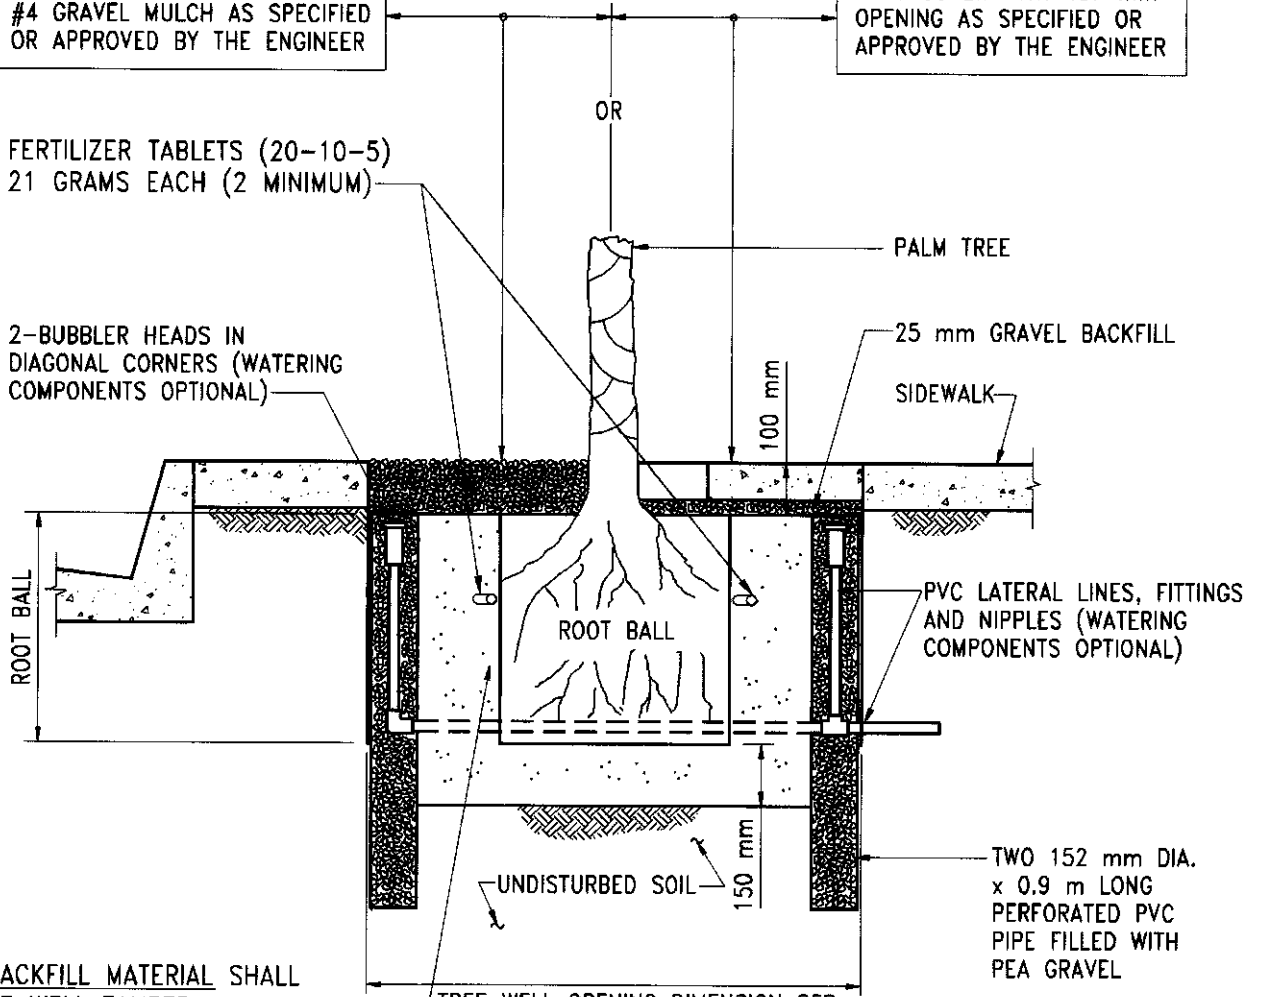 #4 GRAVEL MULCH AS SPECIFIED
OR APPROVED BY THE ENGINEER
OPENING AS SPECIFIED OR
APPROVED BY THE ENGINEER
OR
FERTILIZER TABLETS (20-10-5)
21 GRAMS EACH (2 MINIMUM)
PALM TREE
2-BUBBLER HEADS IN
DIAGONAL CORNERS (WATERING
COMPONENTS OPTIONAL)
25 mm GRAVEL BACKFILL
100 mm
SIDEWALK
ROOT BALL
ROOT BALL
PVC LATERAL LINES, FITTINGS
AND NIPPLES (WATERING
COMPONENTS OPTIONAL)
150 mm
UNDISTURBED SOIL
TWO 152 mm DIA.
x 0.9 m LONG
PERFORATED PVC
PIPE FILLED WITH
PEA GRAVEL
ACKFILL MATERIAL SHALL
TREE WELL OPENING DIMENSION